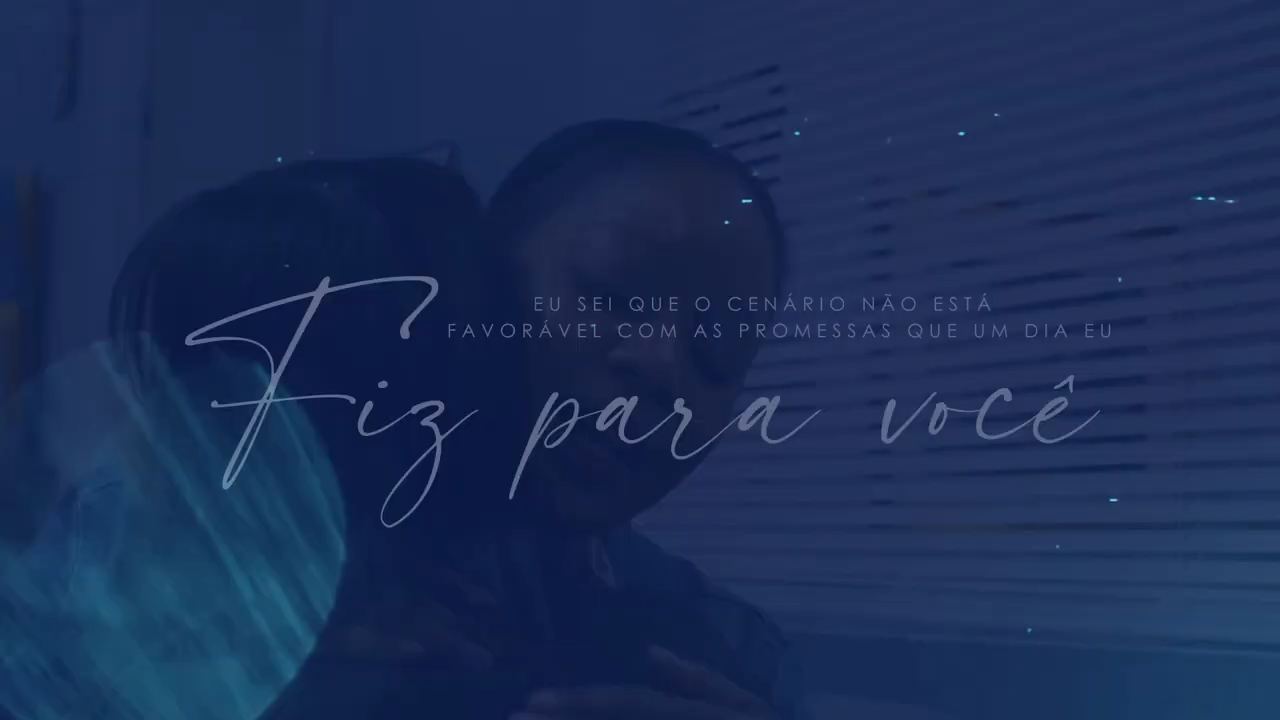 EU SEI QUE O CENÁRIO NÃO ESTÁ
FAVORÁVEL COM AS PROMESSAS QUE UM DIA EU
Fiz para você